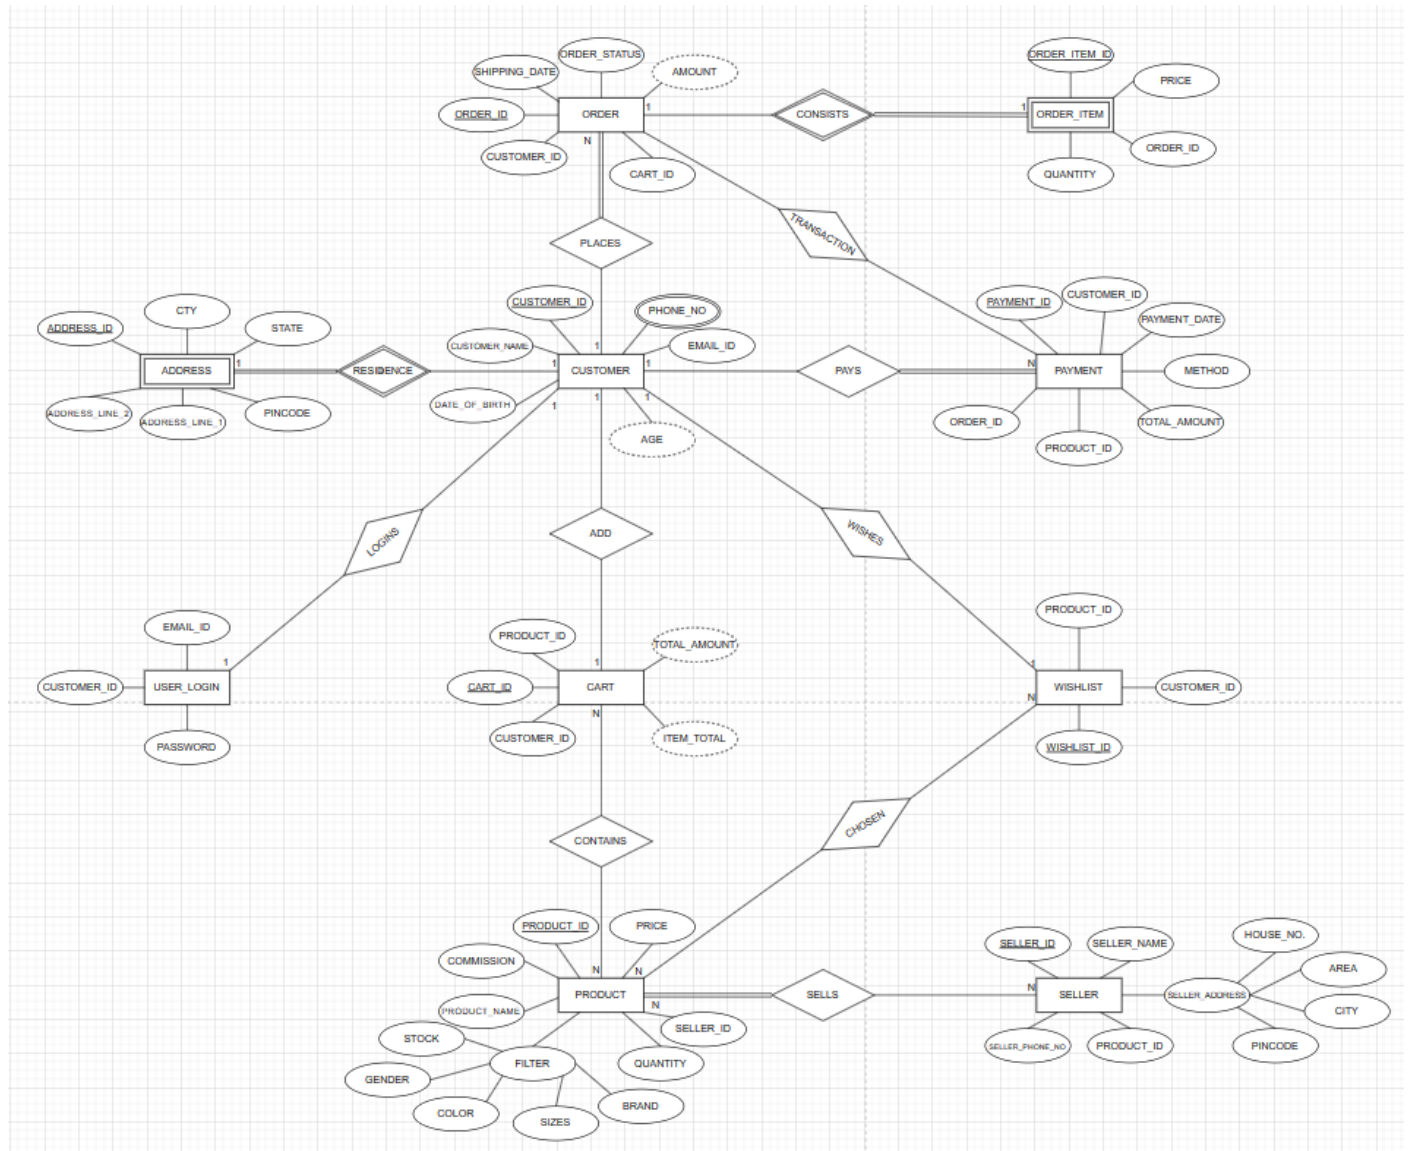 ORDER_STATUS
ORDER_ITEM_ID
SHIPPING_DATE
AMOUNT
PRICE
ORDER_ID
ORDER
1
CONSISTS
1
ORDER_ITEM
N
CUSTOMER_ID
CART_ID
ORDER_ID
QUANTITY
TRANSACTION
PLACES
CUSTOMER_ID
PHONE_NO
PAYMENT_ID
CUSTOMER_ID
CTY
ADDRESS_ID
STATE
CUSTOMER_NAME
1
EMAIL_ID
PAYMENT_DATE
ADDRESS
1
RESIDENCE
1
CUSTOMER
1
PAYS
N
PAYMENT
METHOD
ADDRESS_LINE_2
ADDRESS_LINE_1
PINCODE
DATE_OF_BIRTH
1
1
1
AGE
ORDER_ID
PRODUCT_ID
TOTAL_AMOUNT
LOGINS
ADD
WISHES
EMAIL_ID
PRODUCT_ID
TOTAL_AMOUNT
PRODUCT_ID
1
1
1
CUSTOMER_ID
USER_LOGIN
CART_ID
CART
WISHLIST
CUSTOMER_ID
N
N
PASSWORD
CUSTOMER_ID
ITEM_TOTAL
WISHLIST_ID
CONTAINS
CHOSEN
PRODUCT_ID
PRICE
SELLER_ID
SELLER_NAME
HOUSE_NO.
COMMISSION
N
N
AREA
PRODUCT
N
SELLS
N
SELLER
SELLER_ADDRESS
CITY
PRODUCT_NAME
SELLER_ID
STOCK
SELLER_PHONE_NO
PRODUCT_ID
PINCODE
FILTER
QUANTITY
GENDER
COLOR
SIZES
BRAND